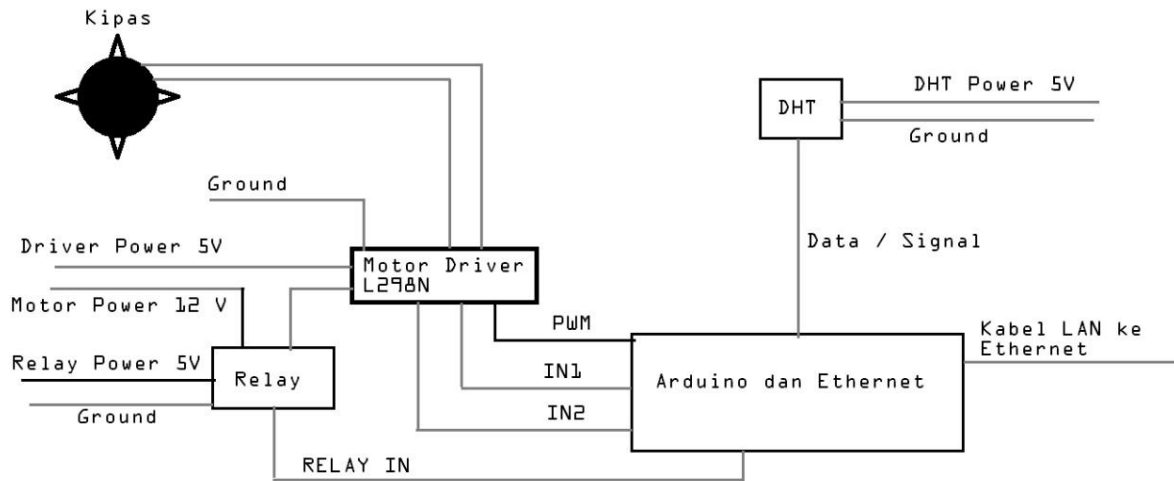 Kipas
DHT Power 5V
DHT
Ground
Ground
Driver Power 5V
Motor Driver
L298N
Data / Signal
Motor Power 12 V
PWM
Kabel LAN ke
Ethernet
Relay Power 5V
Relay
IN1
Arduino dan Ethernet
Ground
IN2
RELAY IN